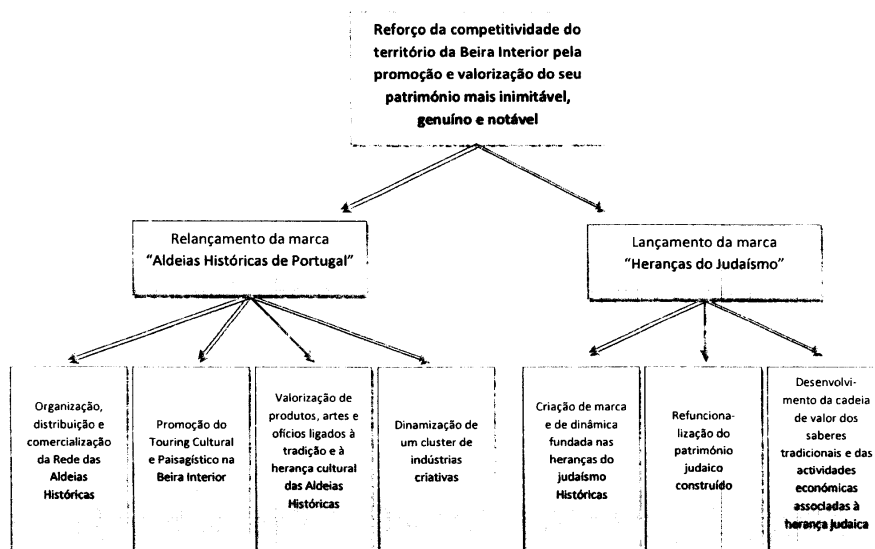 Reforço da competitividade do
território da Beira Interior pela
promoção e valorização do seu
património mais inimitável,
genuíno e notável
Relançamento da marca
“Aldeias Históricas de Portugal”
Lançamento da marca
“Heranças do Judaísmo”
Organização,
distribuição e
comercialização
da Rede das
Aldeias
Históricas
Promoção do
Touring Cultural
e Paisagístico na
Beira Interior
Valorização de
produtos, artes e
ofícios ligados à
tradição e à
herança cultural
das Aldeias
Históricas
Dinamização de
um cluster de
indústrias
criativas
Criação de marca
e de dinâmica
fundada nas
heranças do
judaísmo
Históricas
Refunciona-
lização do
património
judaico
construído
Desenvolvi-
mento da cadeia
de valor dos
saberes
tradicionais e das
actividades
económicas
associadas à
herança judaica